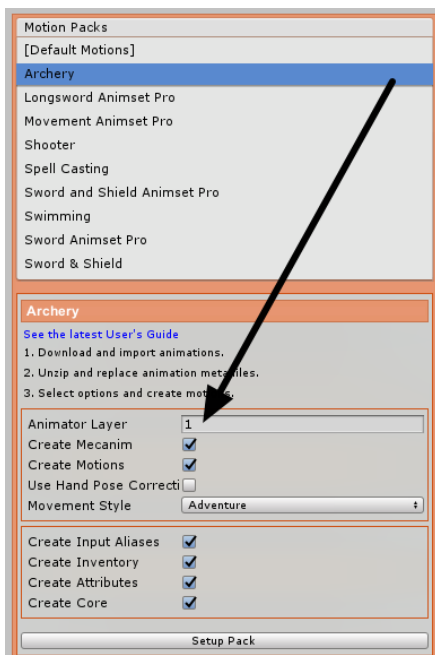 Motion Packs
[Default Motions]
Archery
Longsword Animset Pro
Movement Animset Pro
Shooter
Spell Casting
Sword and Shield Animset Pro
Swimming
Sword Animset Pro
Sword & Shield
Archery
See the latest User's Guide
1. Download and import animations.
2. Unzip and replace animation meta files.
3. Select options and create motions.
Animator Layer 1
Create Mecanim
Create Motions
Use Hand Pose Correcti
Movement Style Adventure
Create Input Aliases
Create Inventory
Create Attributes
Create Core
Setup Pack